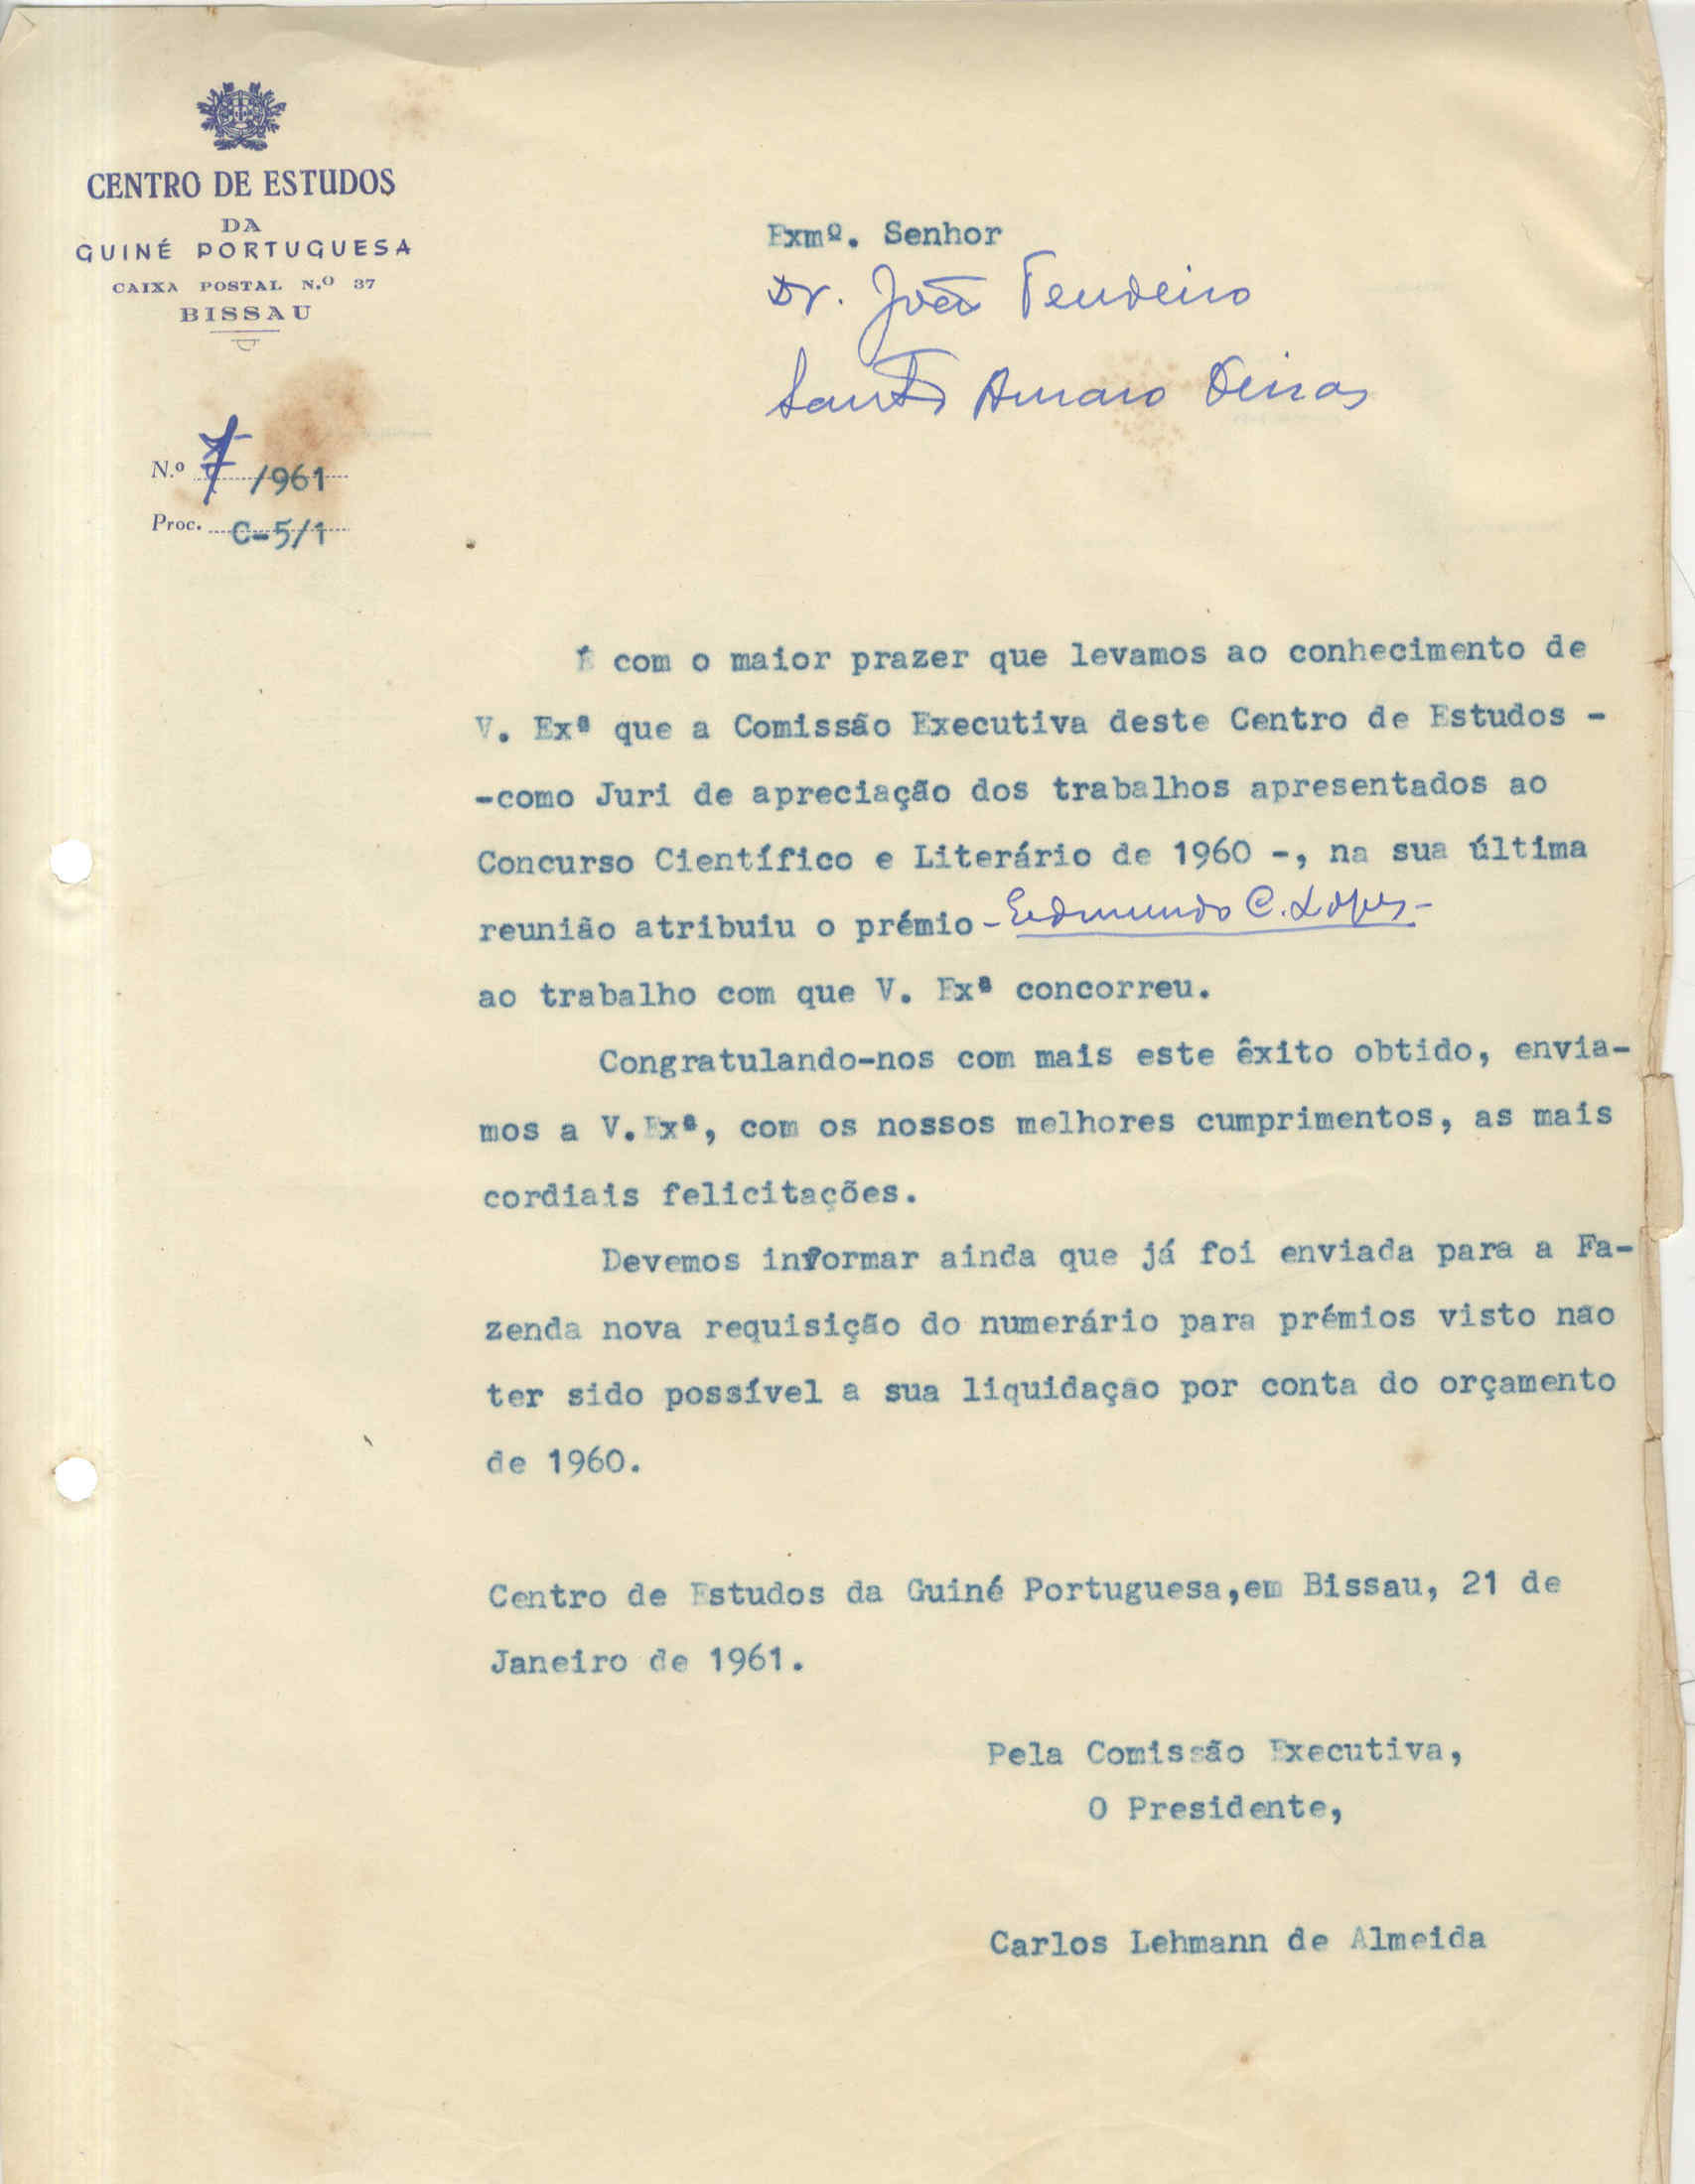 CENTRO DE ESTUDOS
DA
GUINÉ PORTUGUESA
CAIXA POSTAL N.º 37
BISSAU
N.º 7 /961
Proc. C-5/1
Exmº. Senhor
Dr. João Tendeiro
Santo Amaro Oeiras
É com o maior prazer que levamos ao conhecimento de
V. Exª que a Comissão Executiva deste Centro de Estudos -
-como Juri de apreciação dos trabalhos apresentados ao
Concurso Científico e Literário de 1960 -, na sua última
reunião atribuiu o prémio - Edmundo C. Lopes -
ao trabalho com que V. Exª concorreu.
Congratulando-nos com mais este êxito obtido, envia-
mos a V.Exª, com os nossos melhores cumprimentos, as mais
cordiais felicitações.
Devemos informar ainda que já foi enviada para a Fa-
zenda nova requisição do numerário para prémios visto nao
ter sido possível a sua liquidaçao por conta do orçamento
de 1960.
Centro de Estudos da Guiné Portuguesa,em Bissau, 21 de
Janeiro de 1961.
Pela Comissão Executiva,
O Presidente,
Carlos Lehmann de Almeida